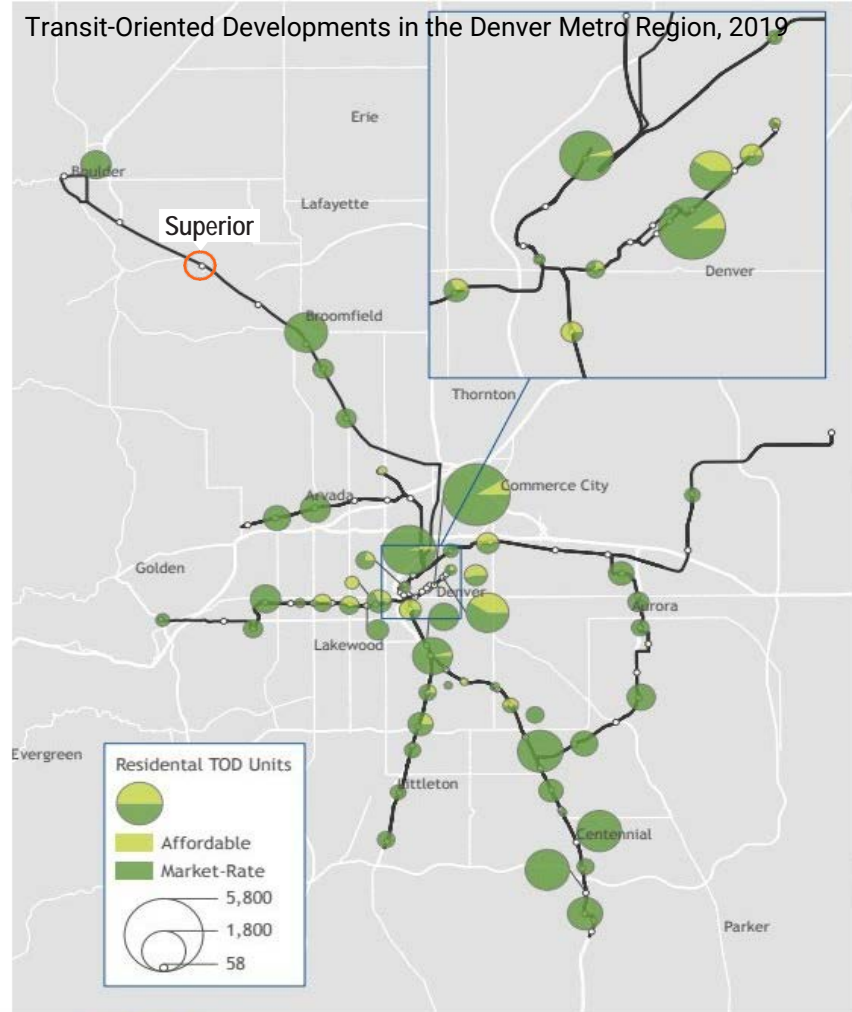 Transit-Oriented Developments in the Denver Metro Region, 2019
Erie
Boulder
Lafayette
Superior
Denver
Broomfield
Thornton
Arvada
Commerce City
Golden
Denver
Aurora
Lakewood
Evergreen
Littleton
Centennial
Parker
Residental TOD Units
Affordable
Market-Rate
5,800
1,800
58